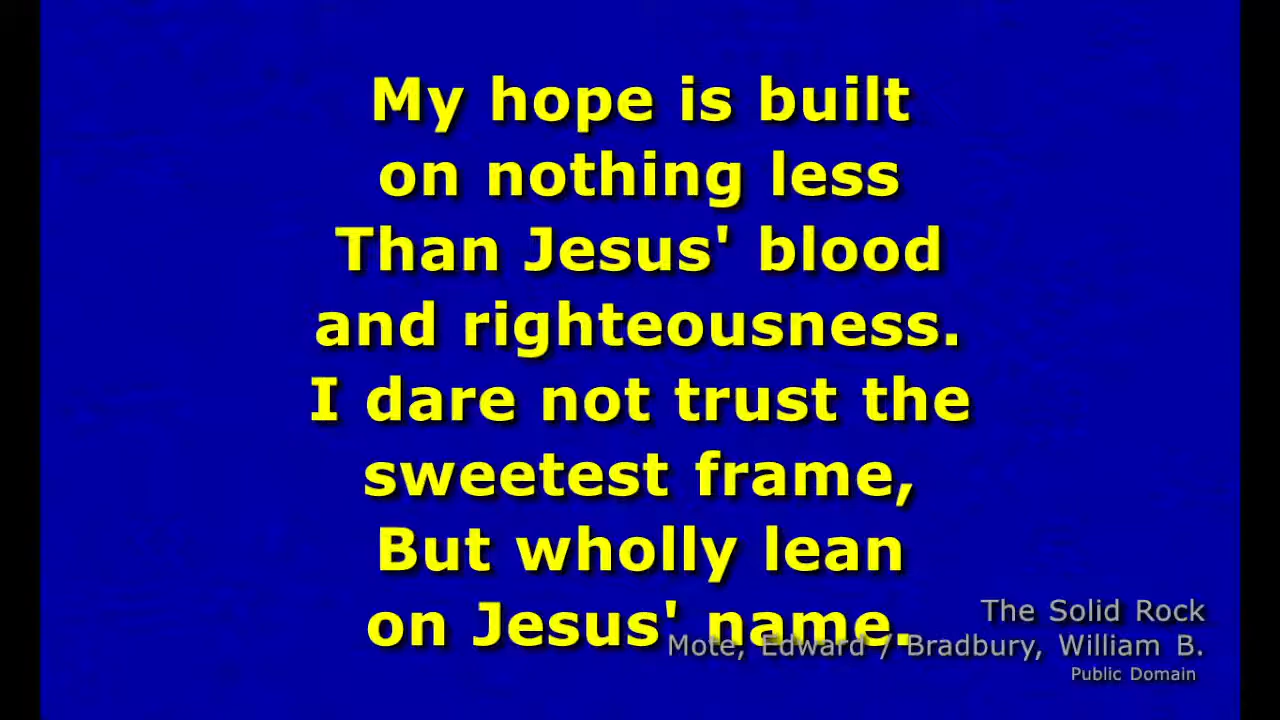 My hope is built
on nothing less
Than Jesus' blood
and righteousness.
I dare not trust the
sweetest frame,
But wholly lean
on Jesus' name.
The Solid Rock
Mote, Edward / Bradbury, William B.
Public Domain